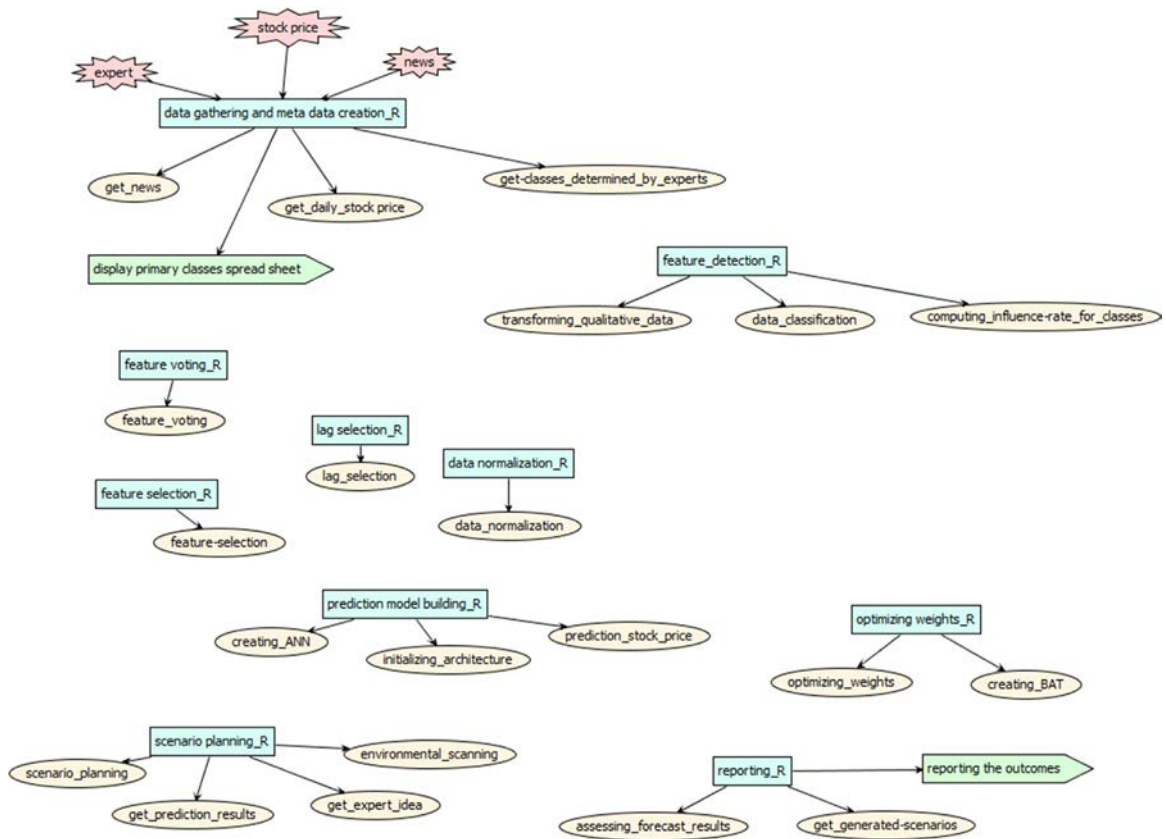 stock price
expert
news
data gathering and meta data creation_R
get_news
get_daily_stock price
get-classes_determined_by_experts
display primary classes spread sheet
feature_detection_R
transforming_qualitative_data
data_classification
computing_influence-rate_for_classes
feature voting_R
feature_voting
lag selection_R
lag_selection
data normalization_R
data_normalization
feature selection_R
feature-selection
prediction model building_R
creating_ANN
initializing_architecture
prediction_stock_price
optimizing weights_R
optimizing_weights
creating_BAT
scenario planning_R
scenario_planning
get_prediction_results
get_expert_idea
environmental_scanning
reporting_R
reporting the outcomes
assessing_forecast_results
get_generated-scenarios